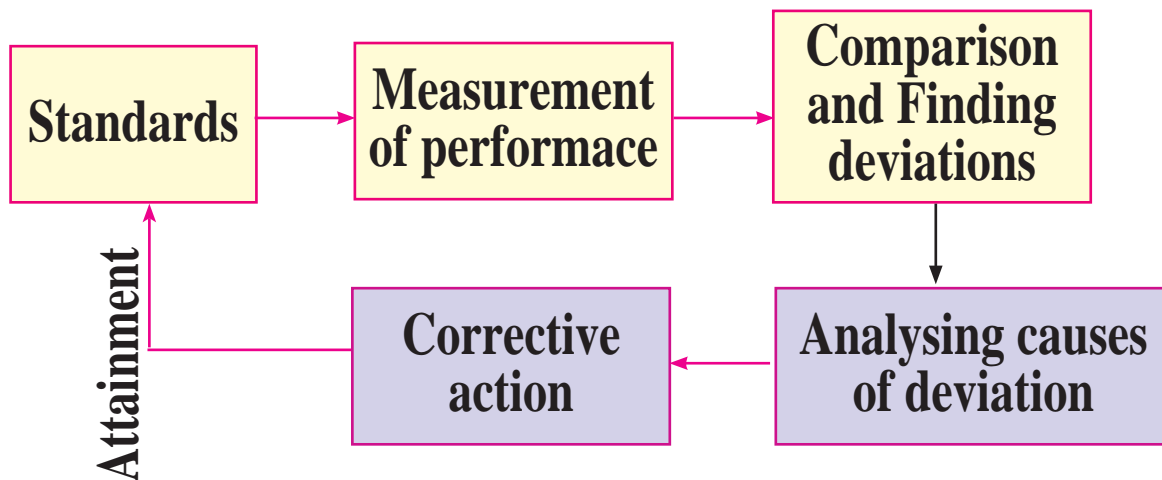 Standards
Measurement
of performace
Comparison
and Finding
deviations
Analysing causes
of deviation
Corrective
action
Attainment